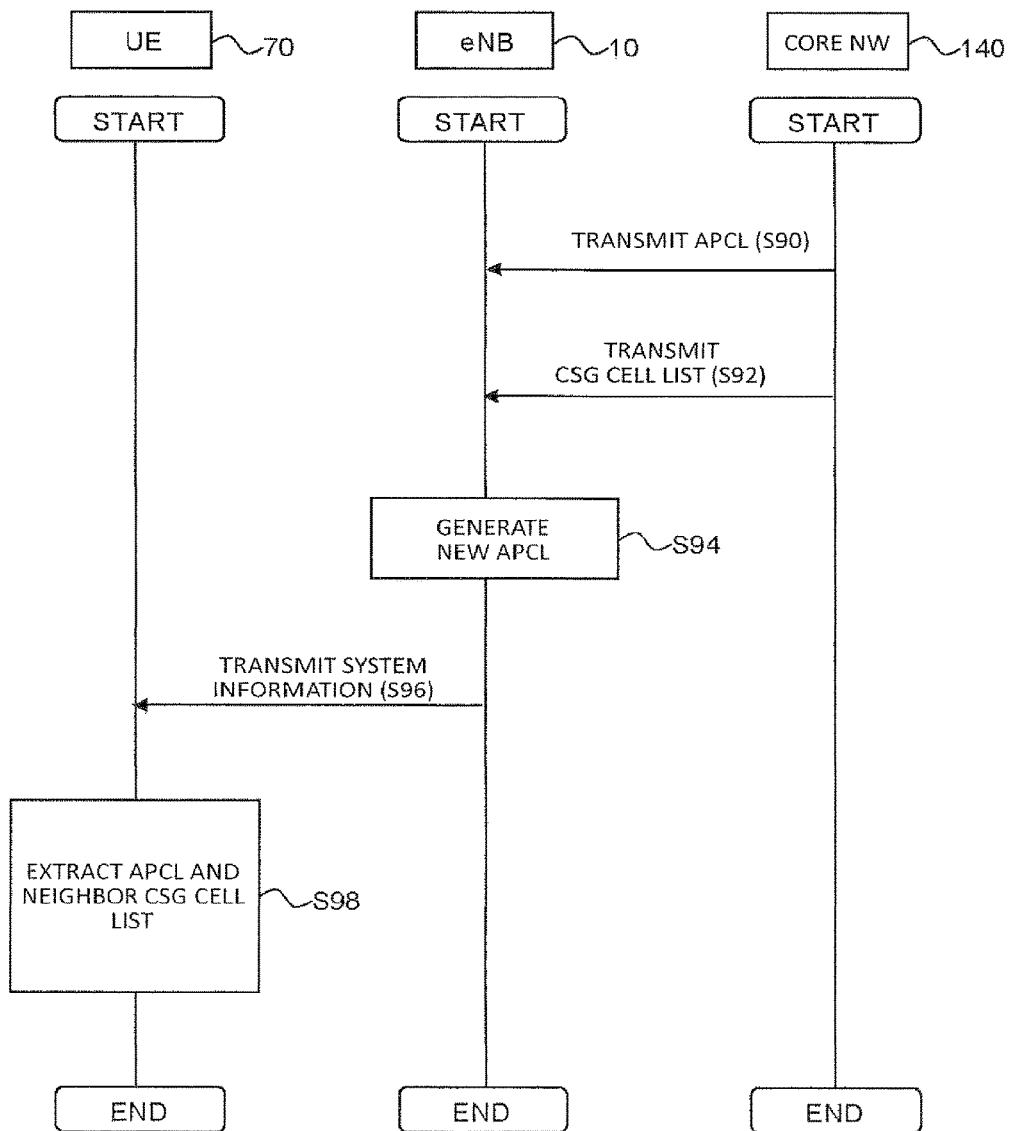 UE 70
eNB 10
CORE NW 140
START
START
START
TRANSMIT APCL (S90)
TRANSMIT
CSG CELL LIST (S92)
GENERATE
NEW APCL
S94
TRANSMIT SYSTEM
INFORMATION (S96)
EXTRACT APCL AND
NEIGHBOR CSG CELL
LIST
S98
END
END
END